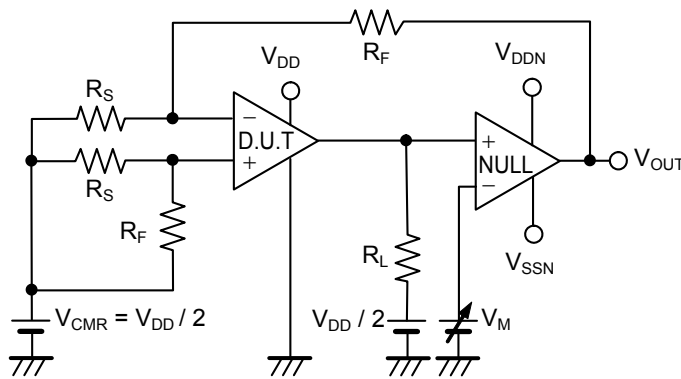 R_F
V_DD
V_DDN
R_S
−
D.U.T
+
R_S
+
NULL
−
V_OUT
R_F
R_L
V_SSN
V_CMR = V_DD / 2
V_DD / 2
V_M